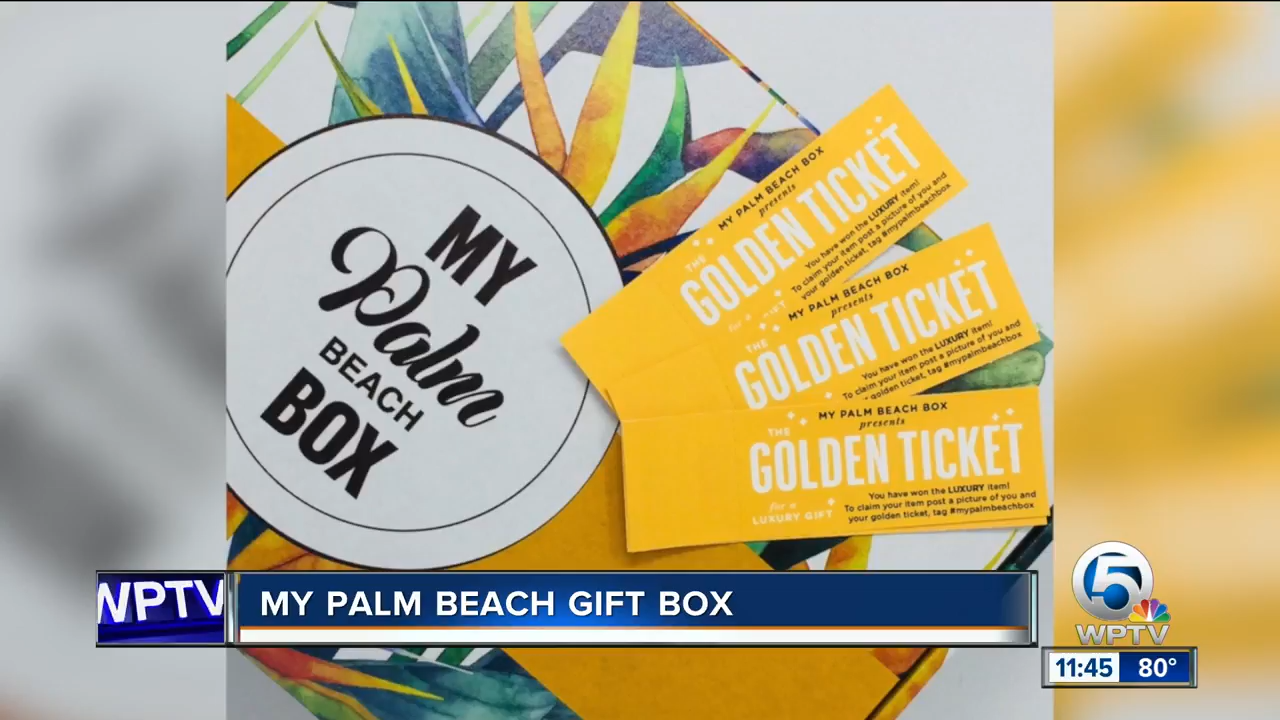 MY
Palm
BEACH
BOX
MY PALM BEACH BOX
presents
THE
GOLDEN TICKET
for a
You have won the LUXURY item!
To claim your item post a picture of you and
your golden ticket, tag #mypalmbeachbox
MY PALM BEACH BOX
presents
THE
GOLDEN TICKET
You have won the LUXURY item!
To claim your item post a picture of you and
golden ticket, tag #mypalmbeachbox
MY PALM BEACH BOX
presents
THE
GOLDEN TICKET
for a
LUXURY GIFT
You have won the LUXURY item!
To claim your item post a picture of you and
your golden ticket, tag #mypalmbeachbox
WPTV
MY PALM BEACH GIFT BOX
5
WPTV
11:45 80°